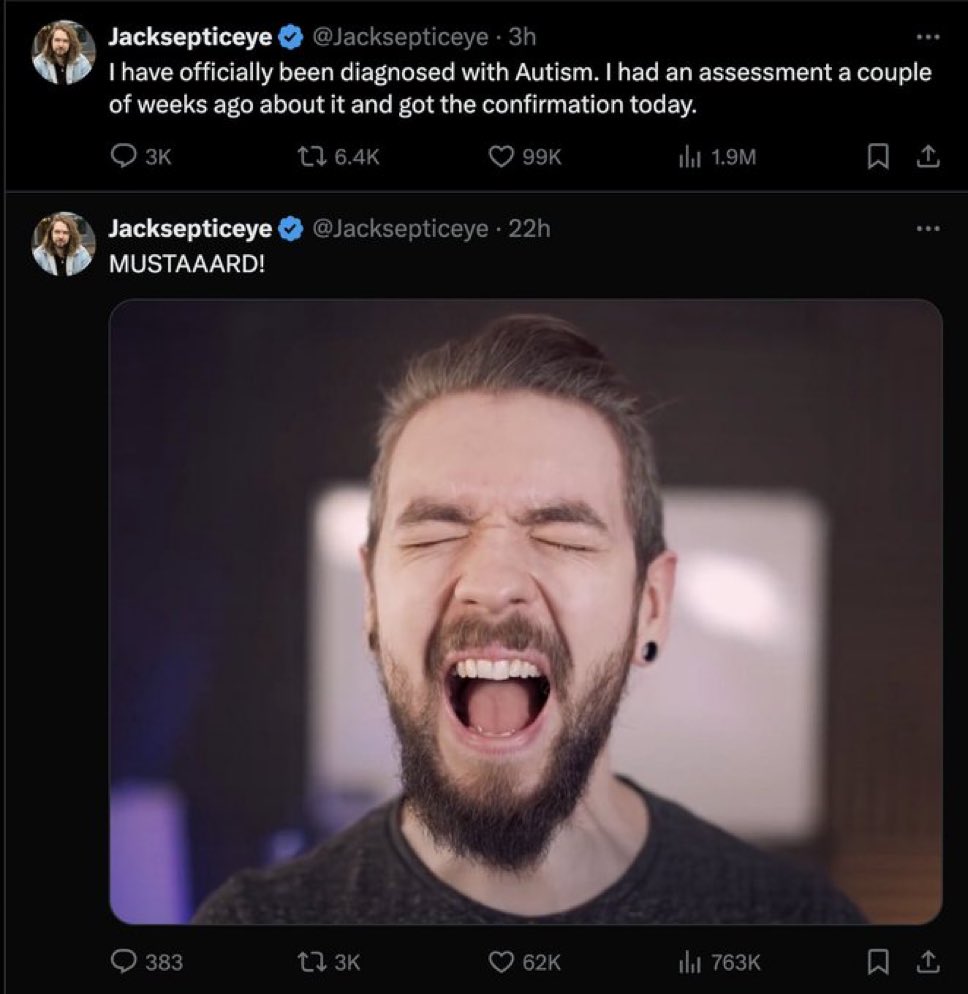 Jacksepticeye @Jacksepticeye · 3h
I have officially been diagnosed with Autism. I had an assessment a couple
of weeks ago about it and got the confirmation today.
3K 6.4K 99K 1.9M
Jacksepticeye @Jacksepticeye · 22h
MUSTAAARD!
383 3K 62K 763K